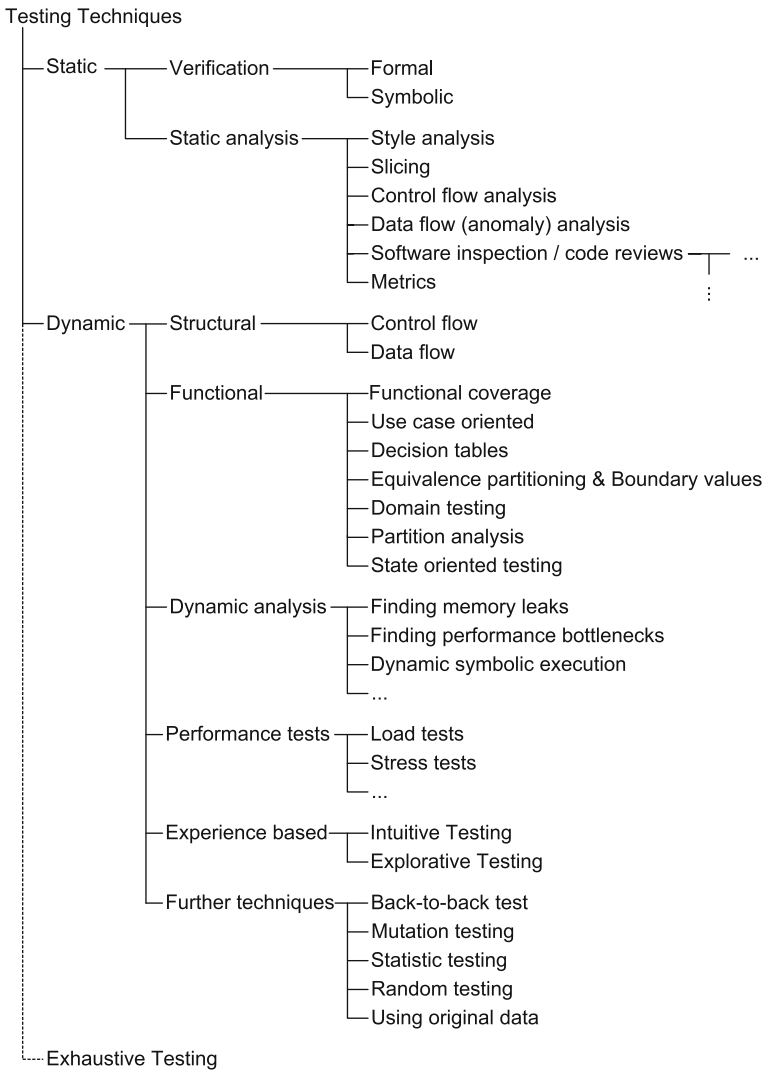 Testing Techniques
Static
Verification
Formal
Symbolic
Static analysis
Style analysis
Slicing
Control flow analysis
Data flow (anomaly) analysis
Software inspection / code reviews ...
Metrics
...
Dynamic
Structural
Control flow
Data flow
Functional
Functional coverage
Use case oriented
Decision tables
Equivalence partitioning & Boundary values
Domain testing
Partition analysis
State oriented testing
Dynamic analysis
Finding memory leaks
Finding performance bottlenecks
Dynamic symbolic execution
...
Performance tests
Load tests
Stress tests
...
Experience based
Intuitive Testing
Explorative Testing
Further techniques
Back-to-back test
Mutation testing
Statistic testing
Random testing
Using original data
Exhaustive Testing